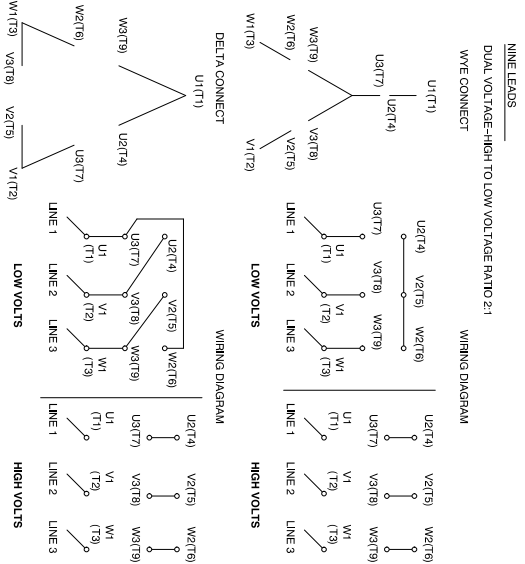 NINE LEADS
DUAL VOLTAGE-HIGH TO LOW VOLTAGE RATIO 2:1
WYE CONNECT
WIRING DIAGRAM
W1(T3)
W2(T6)
W3(T9)
U3(T7)
U2(T4)
U1(T1)
V3(T8)
V2(T5)
V1(T2)
U2(T4)
V2(T5)
W2(T6)
U3(T7)
V3(T8)
W3(T9)
U1
(T1)
V1
(T2)
W1
(T3)
LINE 1
LINE 2
LINE 3
LOW VOLTS
U2(T4)
V2(T5)
W2(T6)
U3(T7)
V3(T8)
W3(T9)
U1
(T1)
V1
(T2)
W1
(T3)
LINE 1
LINE 2
LINE 3
HIGH VOLTS
DELTA CONNECT
WIRING DIAGRAM
U1(T1)
W3(T9)
U2(T4)
W2(T6)
U3(T7)
W1(T3)
V3(T8)
V2(T5)
V1(T2)
U2(T4)
V2(T5)
W2(T6)
U3(T7)
V3(T8)
W3(T9)
U1
(T1)
V1
(T2)
W1
(T3)
LINE 1
LINE 2
LINE 3
LOW VOLTS
U2(T4)
V2(T5)
W2(T6)
U3(T7)
V3(T8)
W3(T9)
U1
(T1)
V1
(T2)
W1
(T3)
LINE 1
LINE 2
LINE 3
HIGH VOLTS